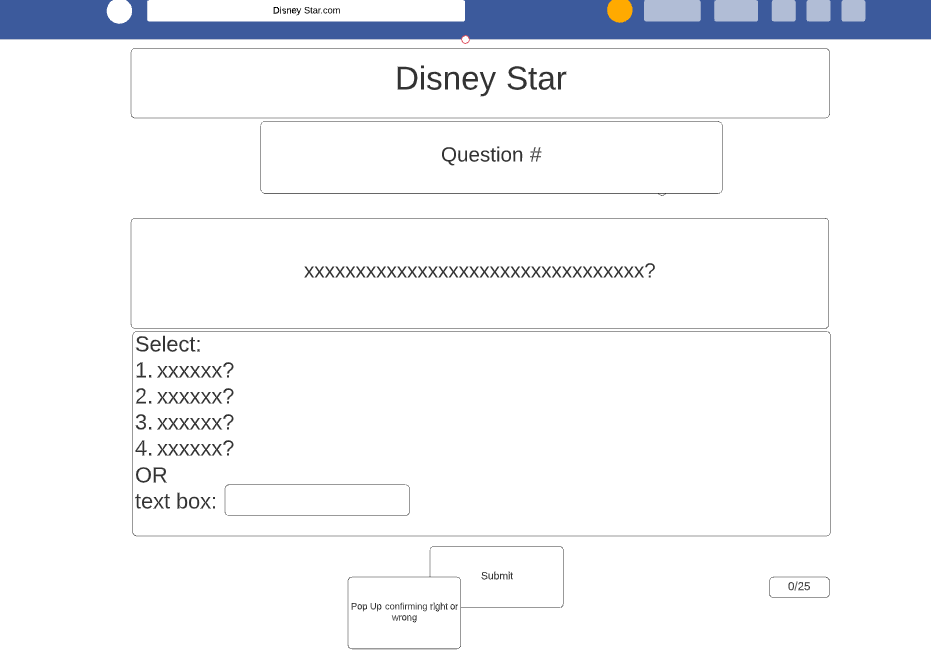 Disney Star.com
Disney Star
Question #
xxxxxxxxxxxxxxxxxxxxxxxxxxxxxxxxx?
Select:
1. xxxxxx?
2. xxxxxx?
3. xxxxxx?
4. xxxxxx?
OR
text box:
Submit
0/25
Pop Up confirming right or
wrong